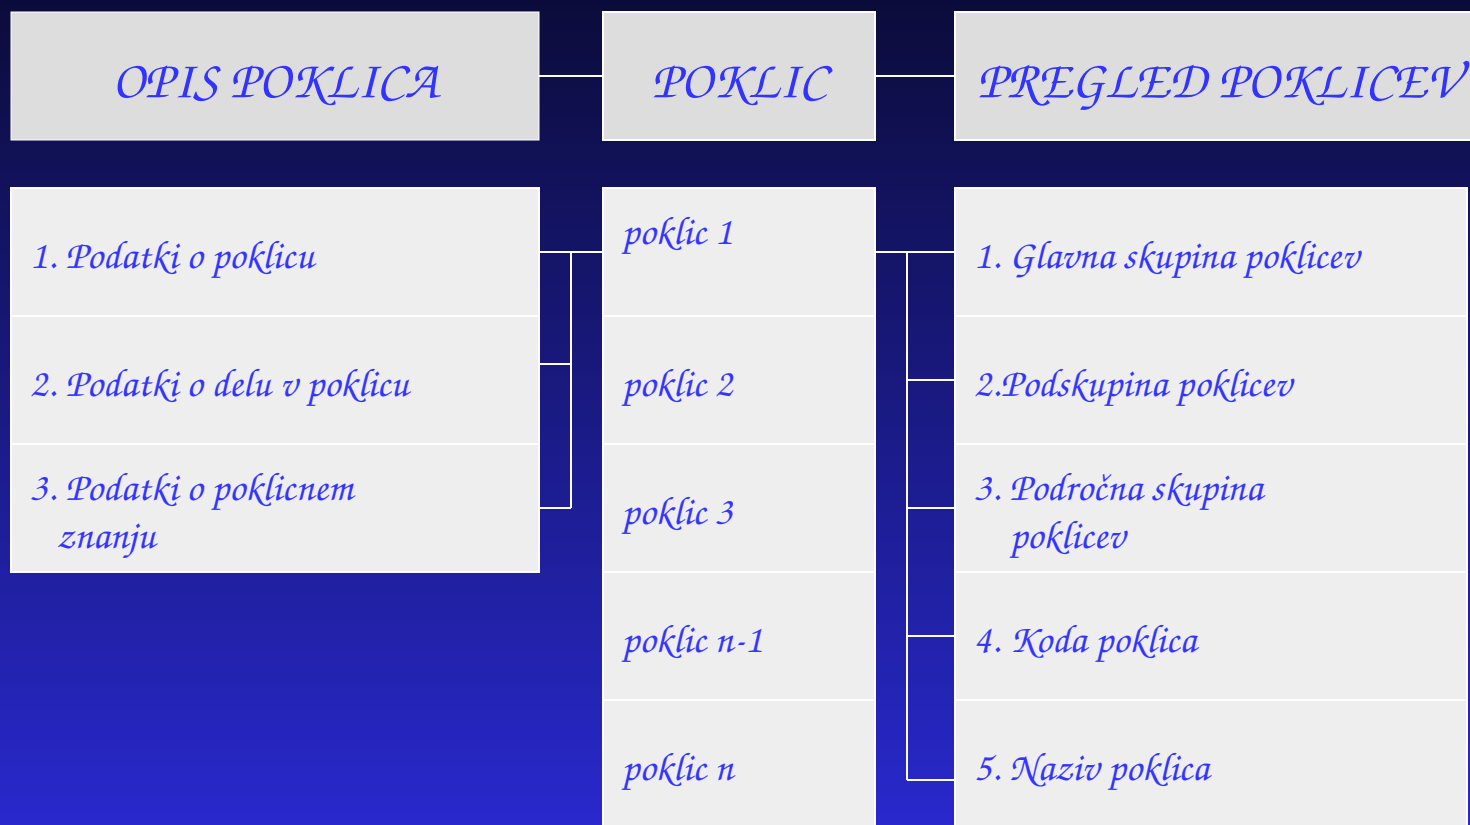 OPIS POKLICA
POKLIC
PREGLED POKLICEV
1. Podatki o poklicu
2. Podatki o delu v poklicu
3. Podatki o poklicnem
znanju
poklic 1
poklic 2
poklic 3
poklic n-1
poklic n
1. Glavna skupina poklicev
2.Podskupina poklicev
3. Področna skupina
poklicev
4. Koda poklica
5. Naziv poklica